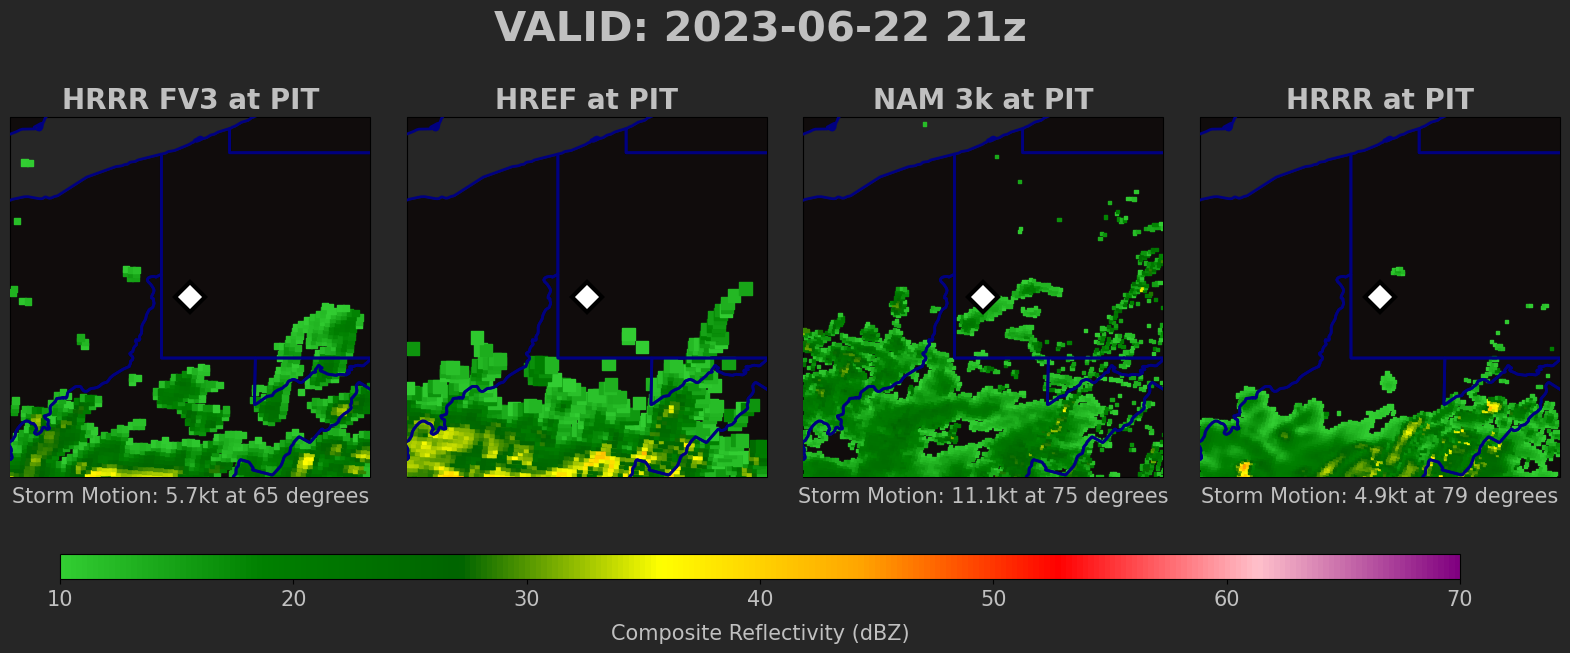 VALID: 2023-06-22 21z
HRRR FV3 at PIT
HREF at PIT
NAM 3k at PIT
HRRR at PIT
Storm Motion: 5.7kt at 65 degrees
Storm Motion: 11.1kt at 75 degrees
Storm Motion: 4.9kt at 79 degrees
10 20 30 40 50 60 70
Composite Reflectivity (dBZ)